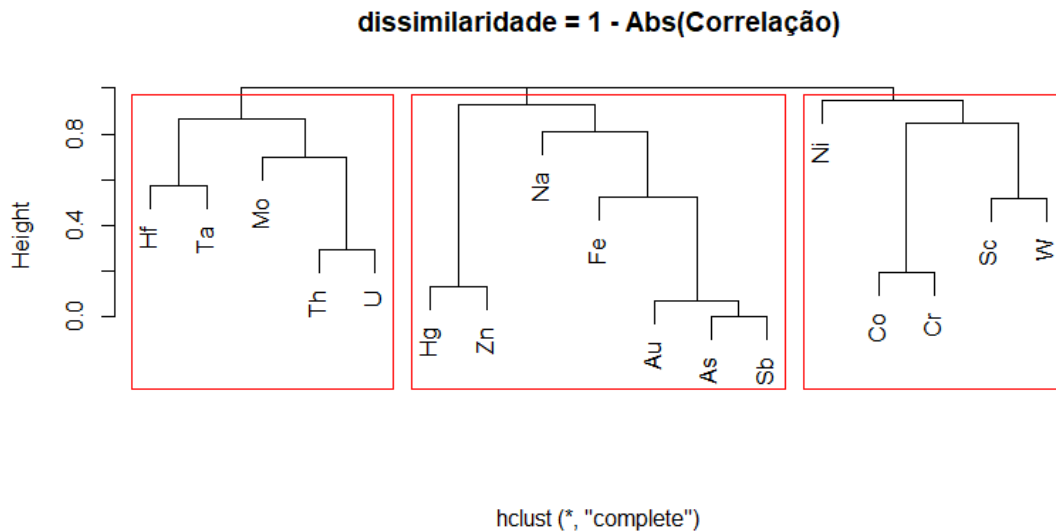 dissimilaridade = 1 - Abs(Correlação)
Height
0.8
0.4
0.0
Hf
Ta
Mo
Th
U
Hg
Zn
Na
Fe
Au
As
Sb
Ni
Co
Cr
Sc
W
hclust (*, "complete")